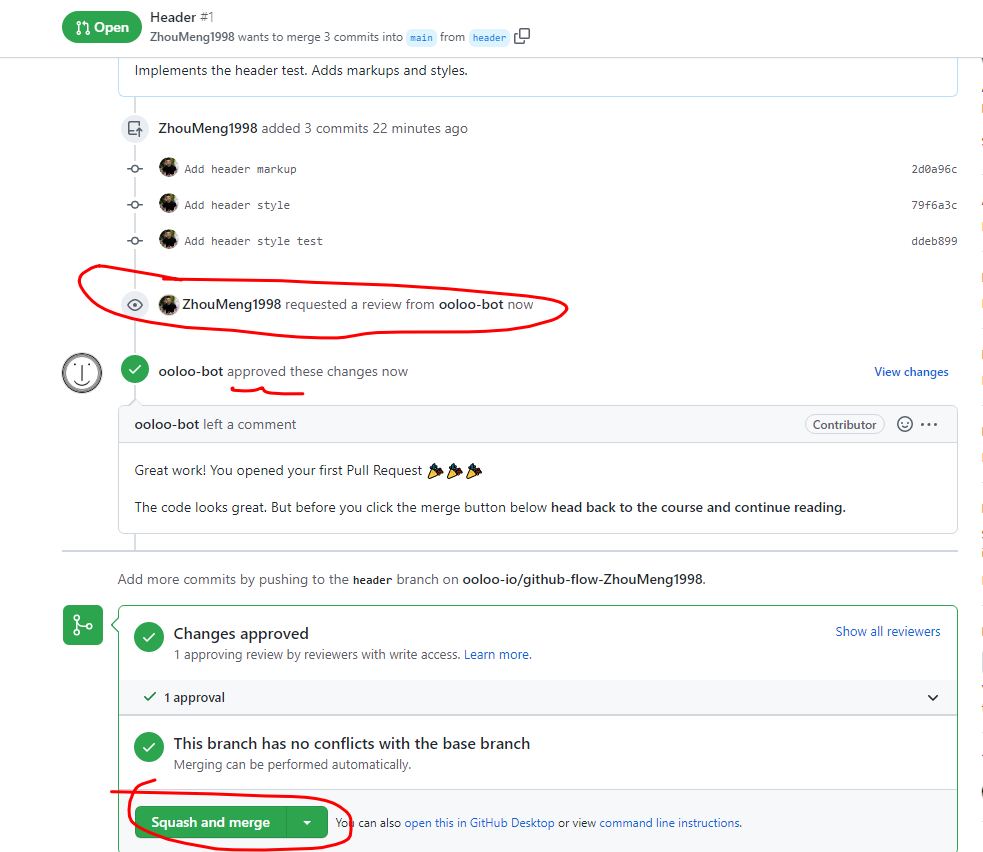 Open
Header #1
ZhouMeng1998 wants to merge 3 commits into main from header
Implements the header test. Adds markups and styles.
ZhouMeng1998 added 3 commits 22 minutes ago
Add header markup 2d0a96c
Add header style 79f6a3c
Add header style test ddeb899
ZhouMeng1998 requested a review from ooloo-bot now
ooloo-bot approved these changes now View changes
ooloo-bot left a comment Contributor
Great work! You opened your first Pull Request 🎉🎉🎉
The code looks great. But before you click the merge button below head back to the course and continue reading.
Add more commits by pushing to the header branch on ooloo-io/github-flow-ZhouMeng1998.
Changes approved Show all reviewers
1 approving review by reviewers with write access. Learn more.
1 approval
This branch has no conflicts with the base branch
Merging can be performed automatically.
Squash and merge You can also open this in GitHub Desktop or view command line instructions.